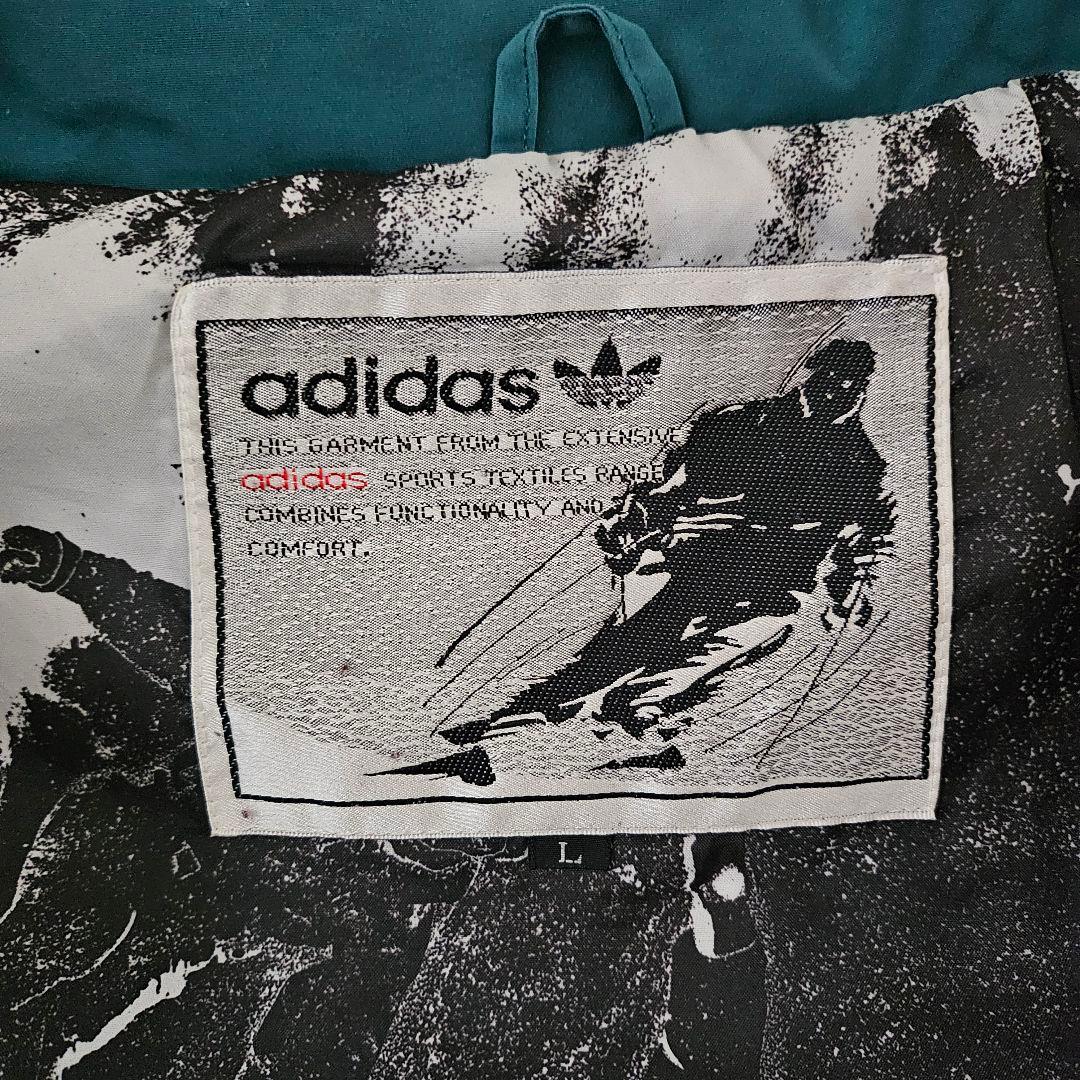 adidas
THIS GARMENT FROM THE EXTENSIVE
adidas SPORTS TEXTILES RANGE
COMBINES FUNCTIONALITY AND
COMFORT.
L